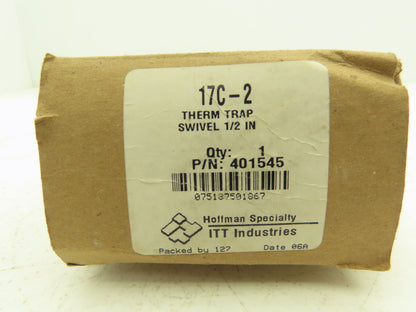 17C-2
THERM TRAP
SWIVEL 1/2 IN
Qty: 1
P/N: 401545
075187501867
Hoffman Specialty
ITT Industries
Packed by 127 Date 06A